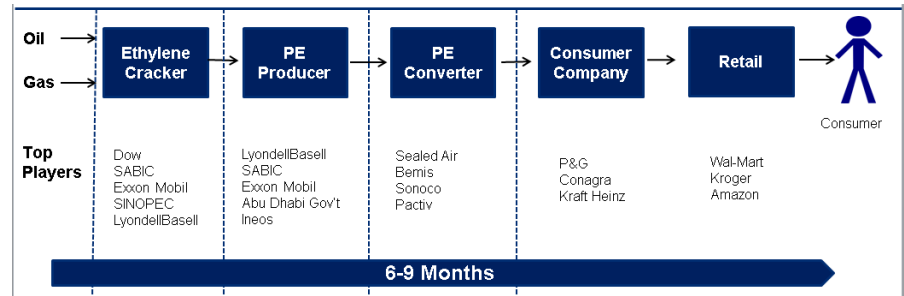 Oil
Gas
Ethylene
Cracker
PE
Producer
PE
Converter
Consumer
Company
Retail
Consumer
Top
Players
Dow
SABIC
Exxon Mobil
SINOPEC
LyondellBasell
LyondellBasell
SABIC
Exxon Mobil
Abu Dhabi Gov't
Ineos
Sealed Air
Bemis
Sonoco
Pactiv
P&G
Conagra
Kraft Heinz
Wal-Mart
Kroger
Amazon
6-9 Months